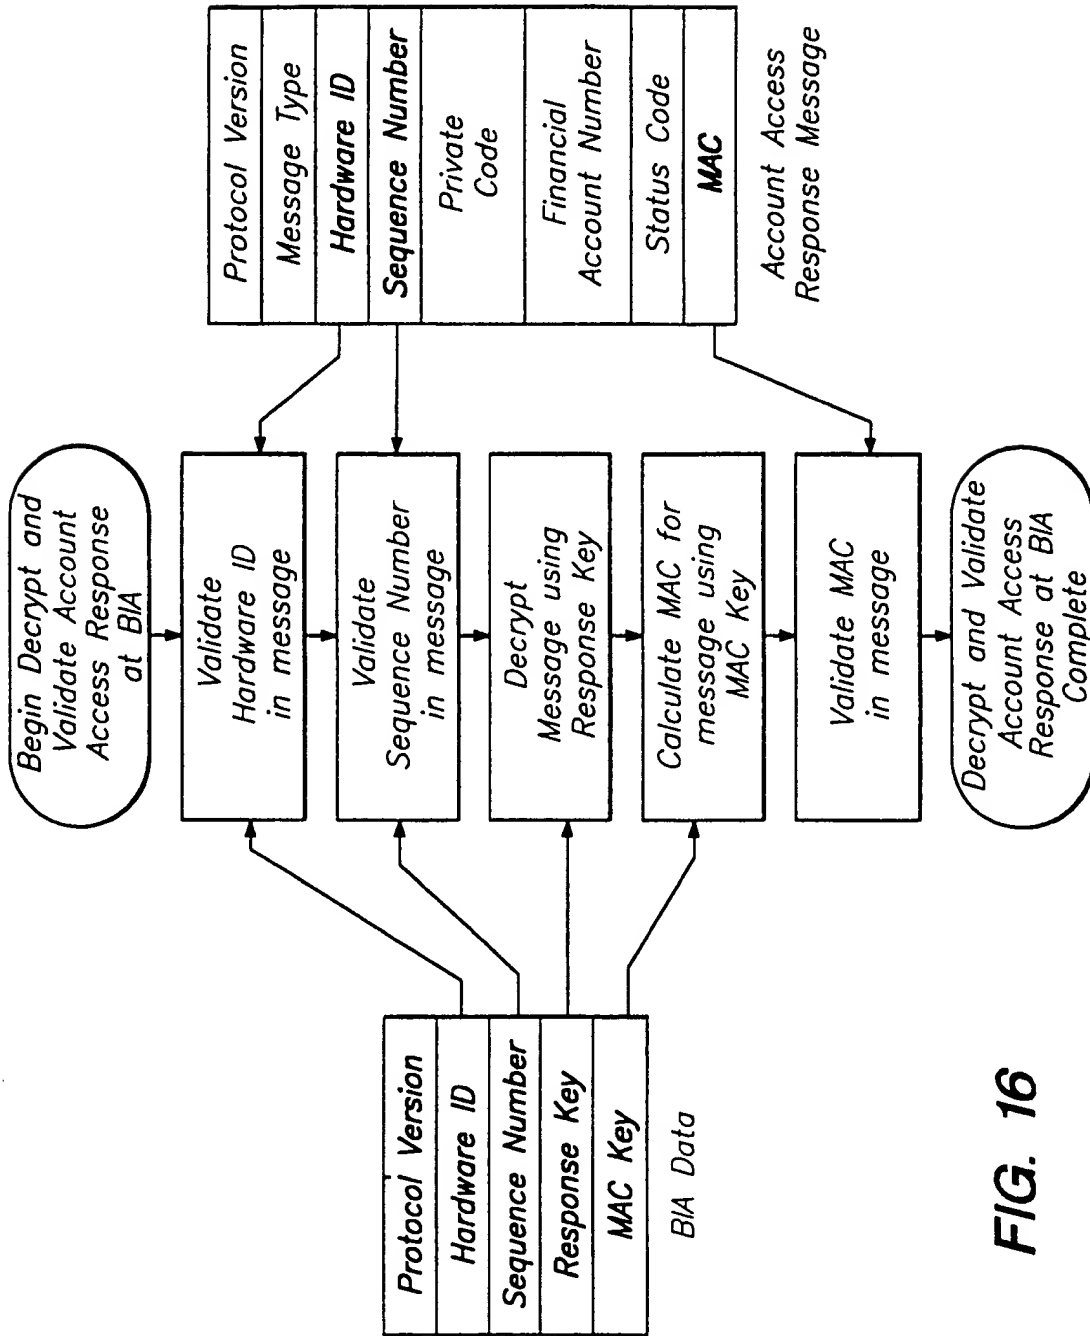 Begin Decrypt and
Validate Account
Access Response
at BIA
Validate
Hardware ID
in message
Validate
Sequence Number
in message
Decrypt
Message using
Response Key
Calculate MAC for
message using
MAC Key
Validate MAC
in message
Decrypt and Validate
Account Access
Response at BIA
Complete
Protocol Version
Hardware ID
Sequence Number
Response Key
MAC Key
BIA Data
Protocol Version
Message Type
Hardware ID
Sequence Number
Private
Code
Financial
Account Number
Status Code
MAC
Account Access
Response Message
FIG. 16